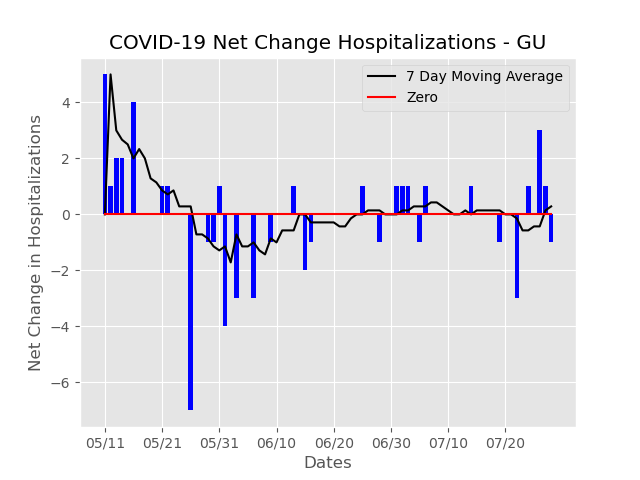 COVID-19 Net Change Hospitalizations - GU
7 Day Moving Average
Zero
Net Change in Hospitalizations
4
2
0
−2
−4
−6
05/11 05/21 05/31 06/10 06/20 06/30 07/10 07/20
Dates